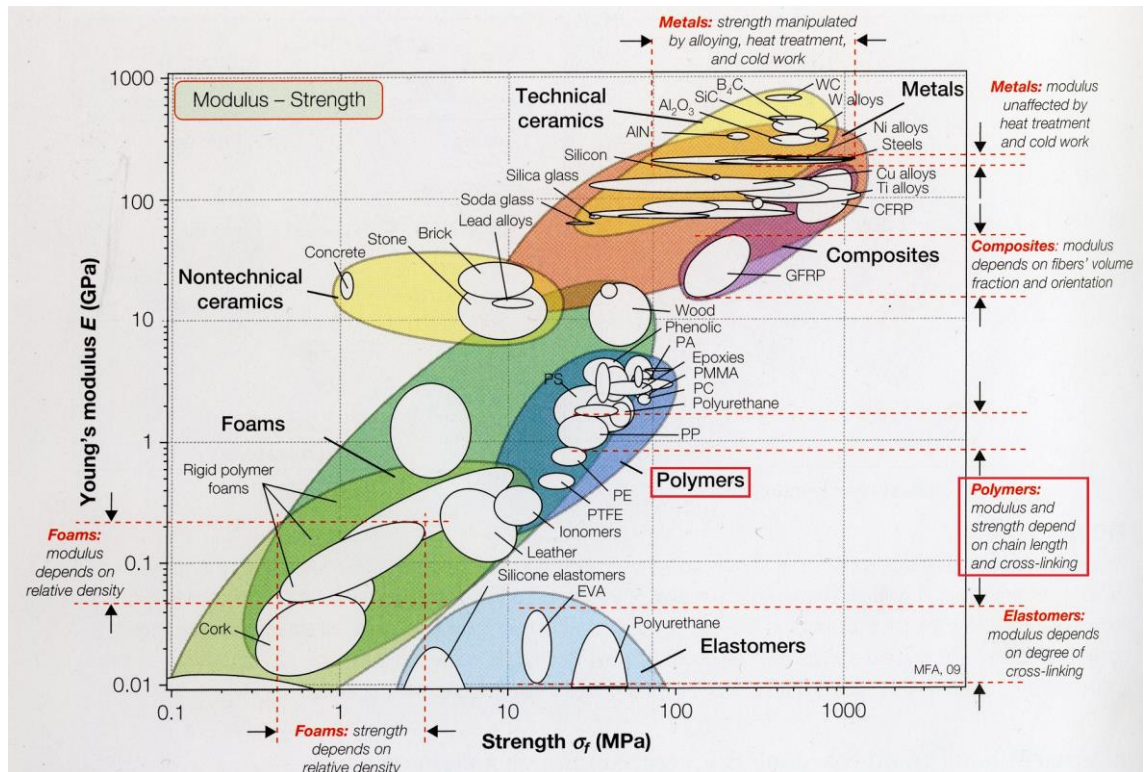 Metals: strength manipulated
by alloying, heat treatment,
and cold work
1000
Modulus – Strength
Technical
ceramics
B4C
SiC
Al2O3
AlN
WC
W alloys
Metals
Ni alloys
Steels
Metals: modulus
unaffected by
heat treatment
and cold work
Silicon
Silica glass
Soda glass
Cu alloys
Ti alloys
CFRP
100
Lead alloys
Brick
Stone
Concrete
Nontechnical
ceramics
Composites
GFRP
Composites: modulus
depends on fibers' volume
fraction and orientation
10
Wood
Phenolic
PA
Epoxies
PMMA
PC
Polyurethane
PS
PP
1
Young's modulus E (GPa)
Foams
Rigid polymer
foams
Polymers
PE
PTFE
Ionomers
Leather
Polymers:
modulus and
strength depend
on chain length
and cross-linking
Foams:
modulus
depends on
relative density
0.1
Silicone elastomers
EVA
Polyurethane
Cork
Elastomers
Elastomers:
modulus depends
on degree of
cross-linking
MFA, 09
0.01
0.1
1
10
100
1000
Foams: strength
depends on
relative density
Strength σf (MPa)